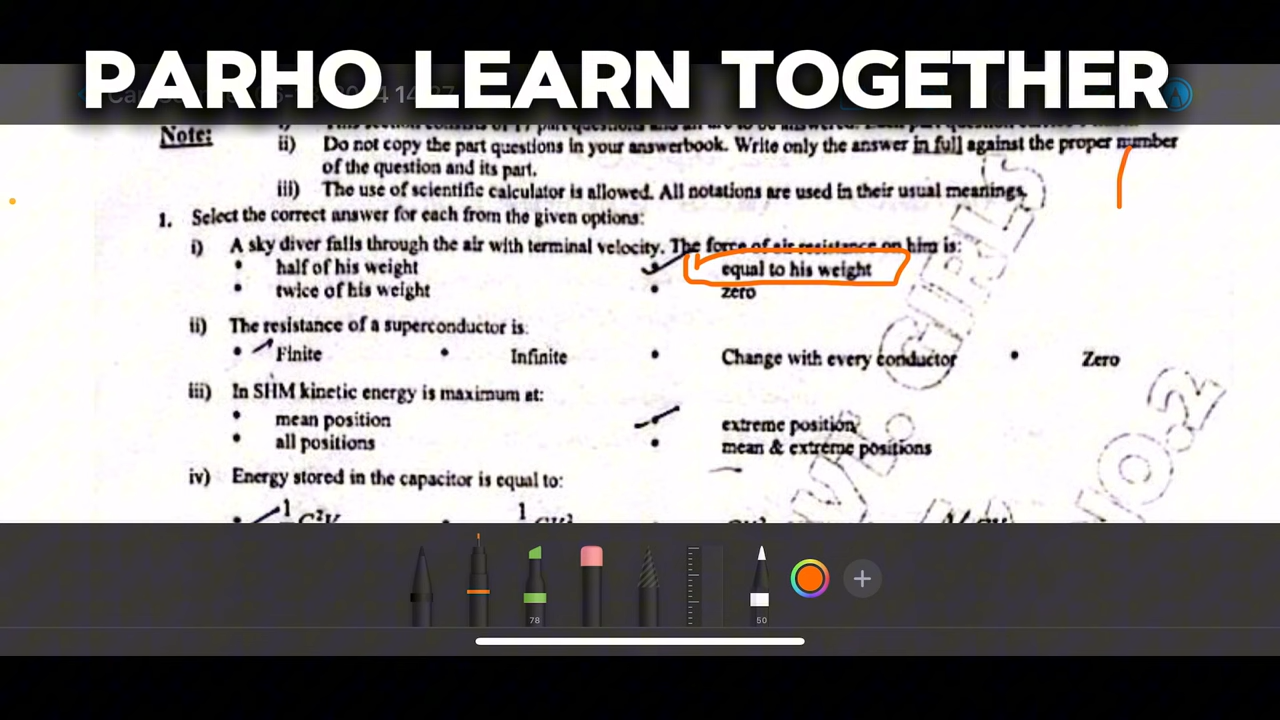 PARHO LEARN TOGETHER
Note:
ii) Do not copy the part questions in your answerbook. Write only the answer in full against the proper number
of the question and its part.
iii) The use of scientific calculator is allowed. All notations are used in their usual meanings.
1. Select the correct answer for each from the given options:
i) A sky diver falls through the air with terminal velocity. The force of air resistance on him is:
• half of his weight • equal to his weight
• twice of his weight • zero
ii) The resistance of a superconductor is:
• Finite • Infinite • Change with every conductor • Zero
iii) In SHM kinetic energy is maximum at:
• mean position • extreme position
• all positions • mean & extreme positions
iv) Energy stored in the capacitor is equal to:
GIRLS
NO.2
78
50